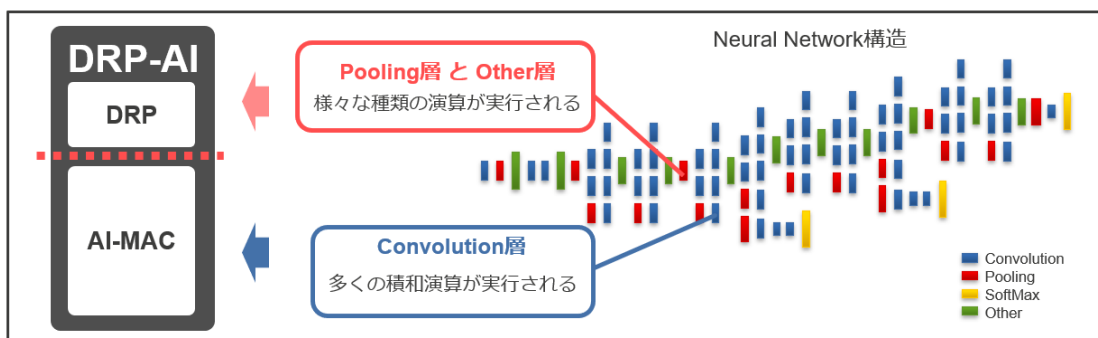 DRP-AI
DRP
AI-MAC
Pooling層 と Other層
様々な種類の演算が実行される
Convolution層
多くの積和演算が実行される
Neural Network構造
Convolution
Pooling
SoftMax
Other